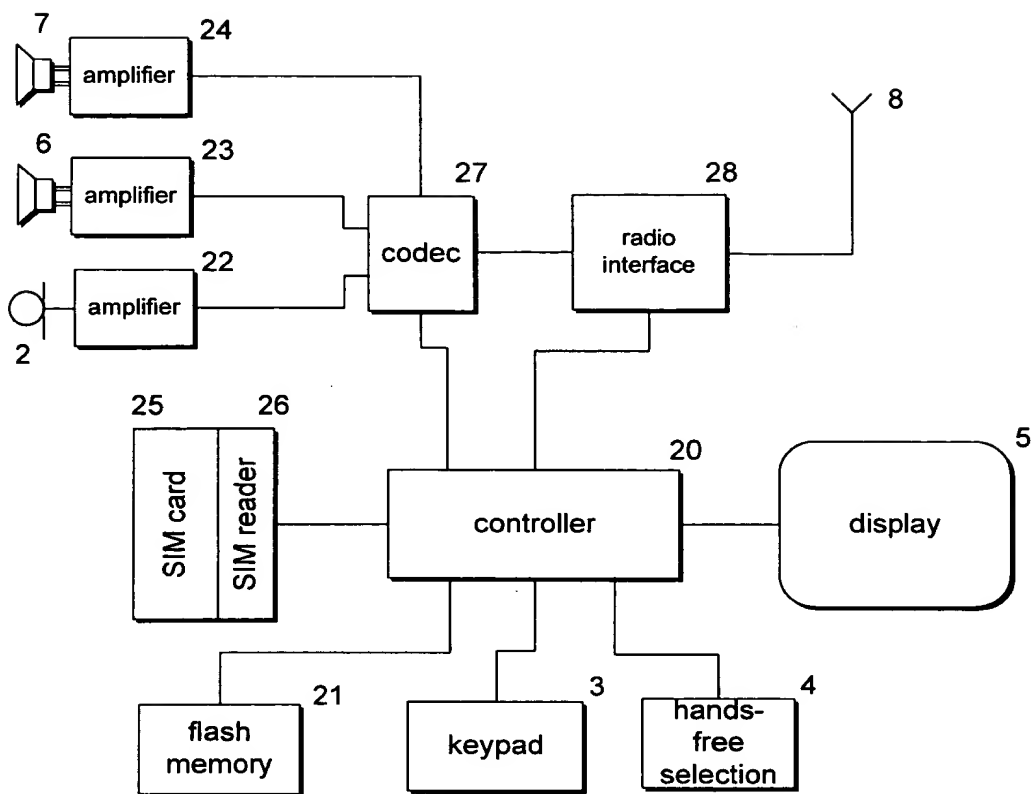 7
24
amplifier
8
6
23
amplifier
27
28
codec
radio
interface
22
amplifier
2
25
26
SIM card
SIM reader
20
controller
5
display
21
flash
memory
3
keypad
4
hands-
free
selection